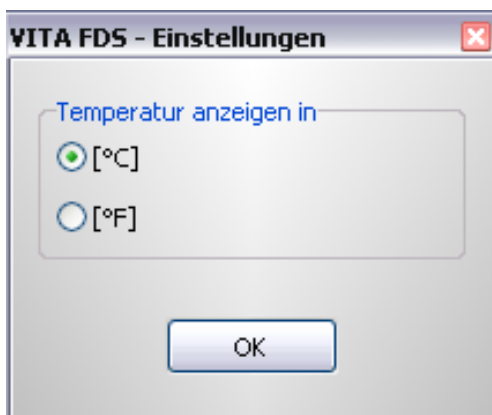 VITA FDS - Einstellungen
Temperatur anzeigen in
[°C]
[°F]
OK